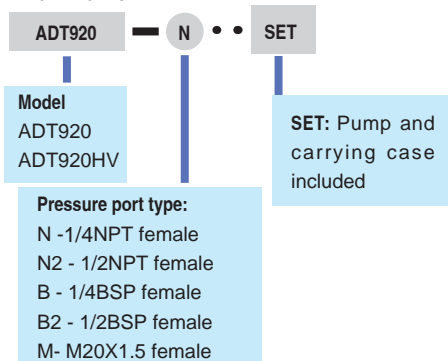 ADT920 — N • • SET
Model
ADT920
ADT920HV
SET: Pump and
carrying case
included
Pressure port type:
N -1/4NPT female
N2 - 1/2NPT female
B - 1/4BSP female
B2 - 1/2BSP female
M- M20X1.5 female